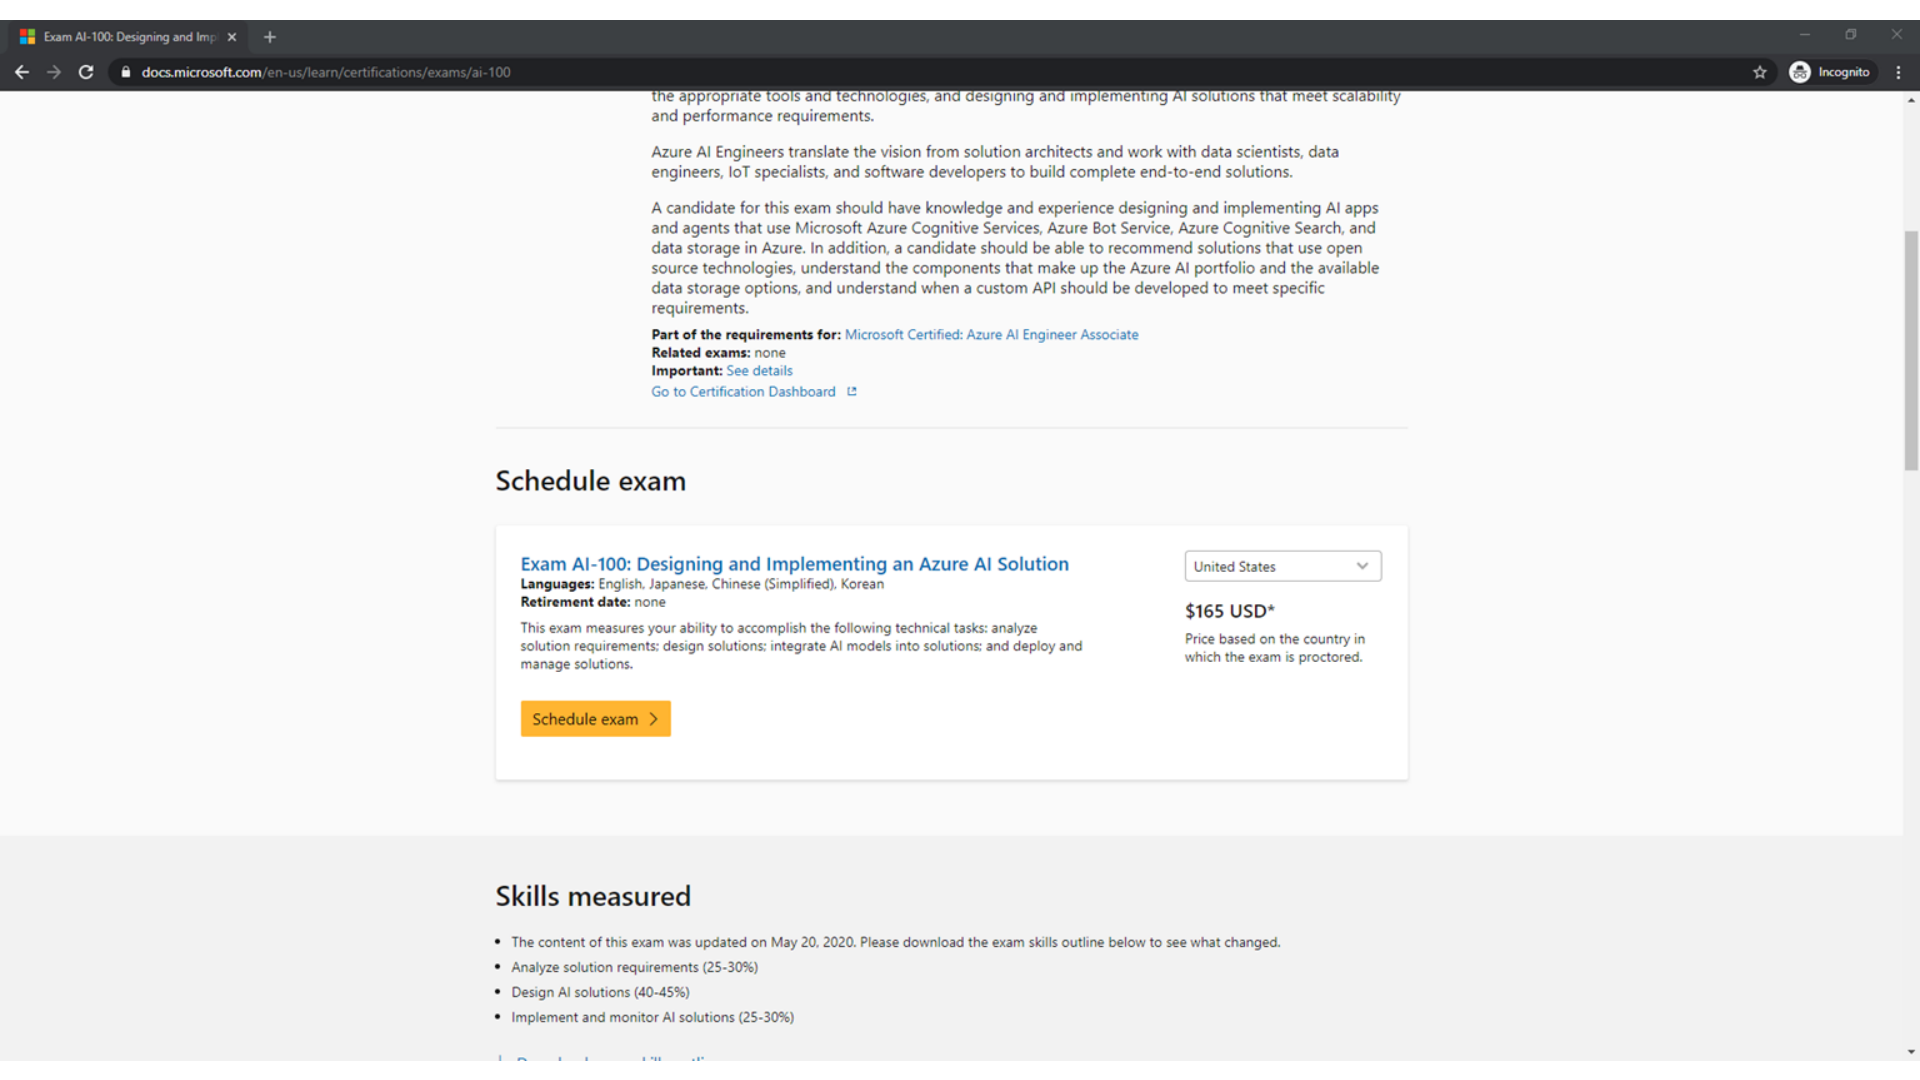 Exam AI-100: Designing and Imp
docs.microsoft.com/en-us/learn/certifications/exams/ai-100
Incognito
the appropriate tools and technologies, and designing and implementing AI solutions that meet scalability
and performance requirements.
Azure AI Engineers translate the vision from solution architects and work with data scientists, data
engineers, IoT specialists, and software developers to build complete end-to-end solutions.
A candidate for this exam should have knowledge and experience designing and implementing AI apps
and agents that use Microsoft Azure Cognitive Services, Azure Bot Service, Azure Cognitive Search, and
data storage in Azure. In addition, a candidate should be able to recommend solutions that use open
source technologies, understand the components that make up the Azure AI portfolio and the available
data storage options, and understand when a custom API should be developed to meet specific
requirements.
Part of the requirements for: Microsoft Certified: Azure AI Engineer Associate
Related exams: none
Important: See details
Go to Certification Dashboard
Schedule exam
Exam AI-100: Designing and Implementing an Azure AI Solution
Languages: English, Japanese, Chinese (Simplified), Korean
Retirement date: none
This exam measures your ability to accomplish the following technical tasks: analyze
solution requirements; design solutions; integrate AI models into solutions; and deploy and
manage solutions.
Schedule exam
United States
$165 USD*
Price based on the country in
which the exam is proctored.
Skills measured
• The content of this exam was updated on May 20, 2020. Please download the exam skills outline below to see what changed.
• Analyze solution requirements (25-30%)
• Design AI solutions (40-45%)
• Implement and monitor AI solutions (25-30%)